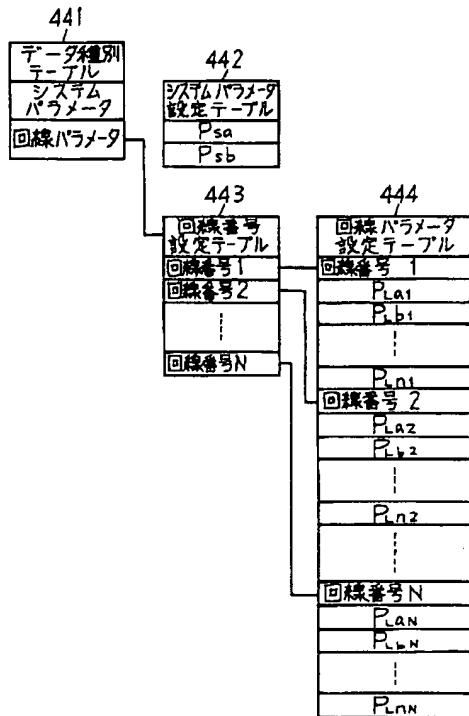 441
データ種別
テーブル
システム
パラメータ
回線パラメータ
442
システムパラメータ
設定テーブル
Psa
Psb
443
回線番号
設定テーブル
回線番号1
回線番号2
回線番号N
444
回線パラメータ
設定テーブル
回線番号 1
PLa1
PLb1
PLn1
回線番号 2
PLa2
PLb2
PLn2
回線番号 N
PLaN
PLbN
PLnN